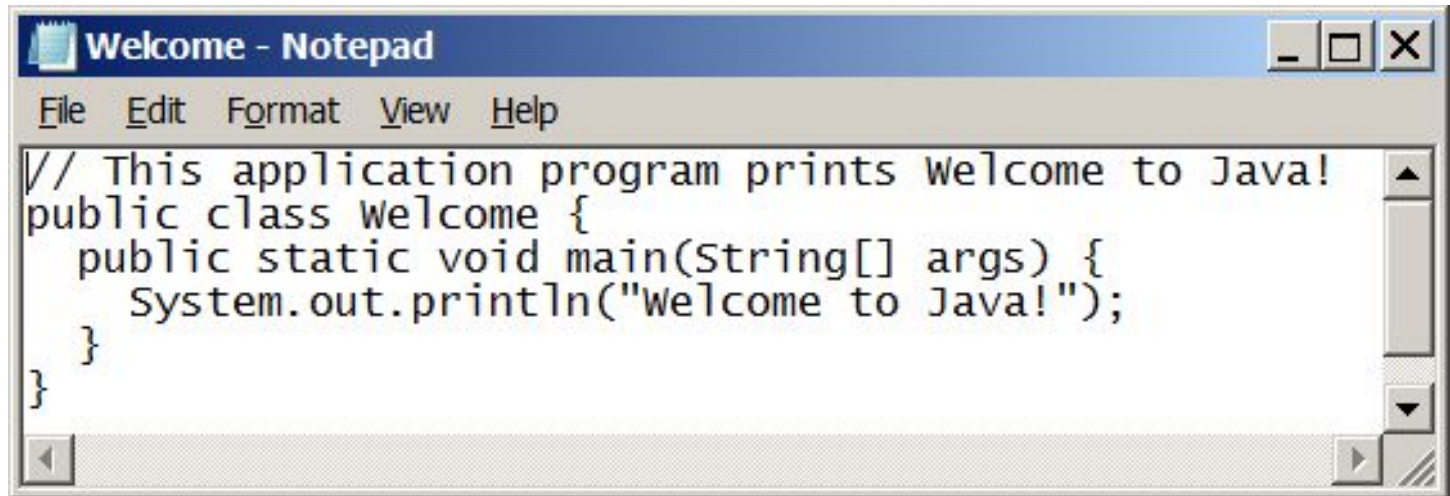 Welcome - Notepad
File Edit Format View Help
// This application program prints Welcome to Java!
public class Welcome {
  public static void main(String[] args) {
    System.out.println("Welcome to Java!");
  }
}